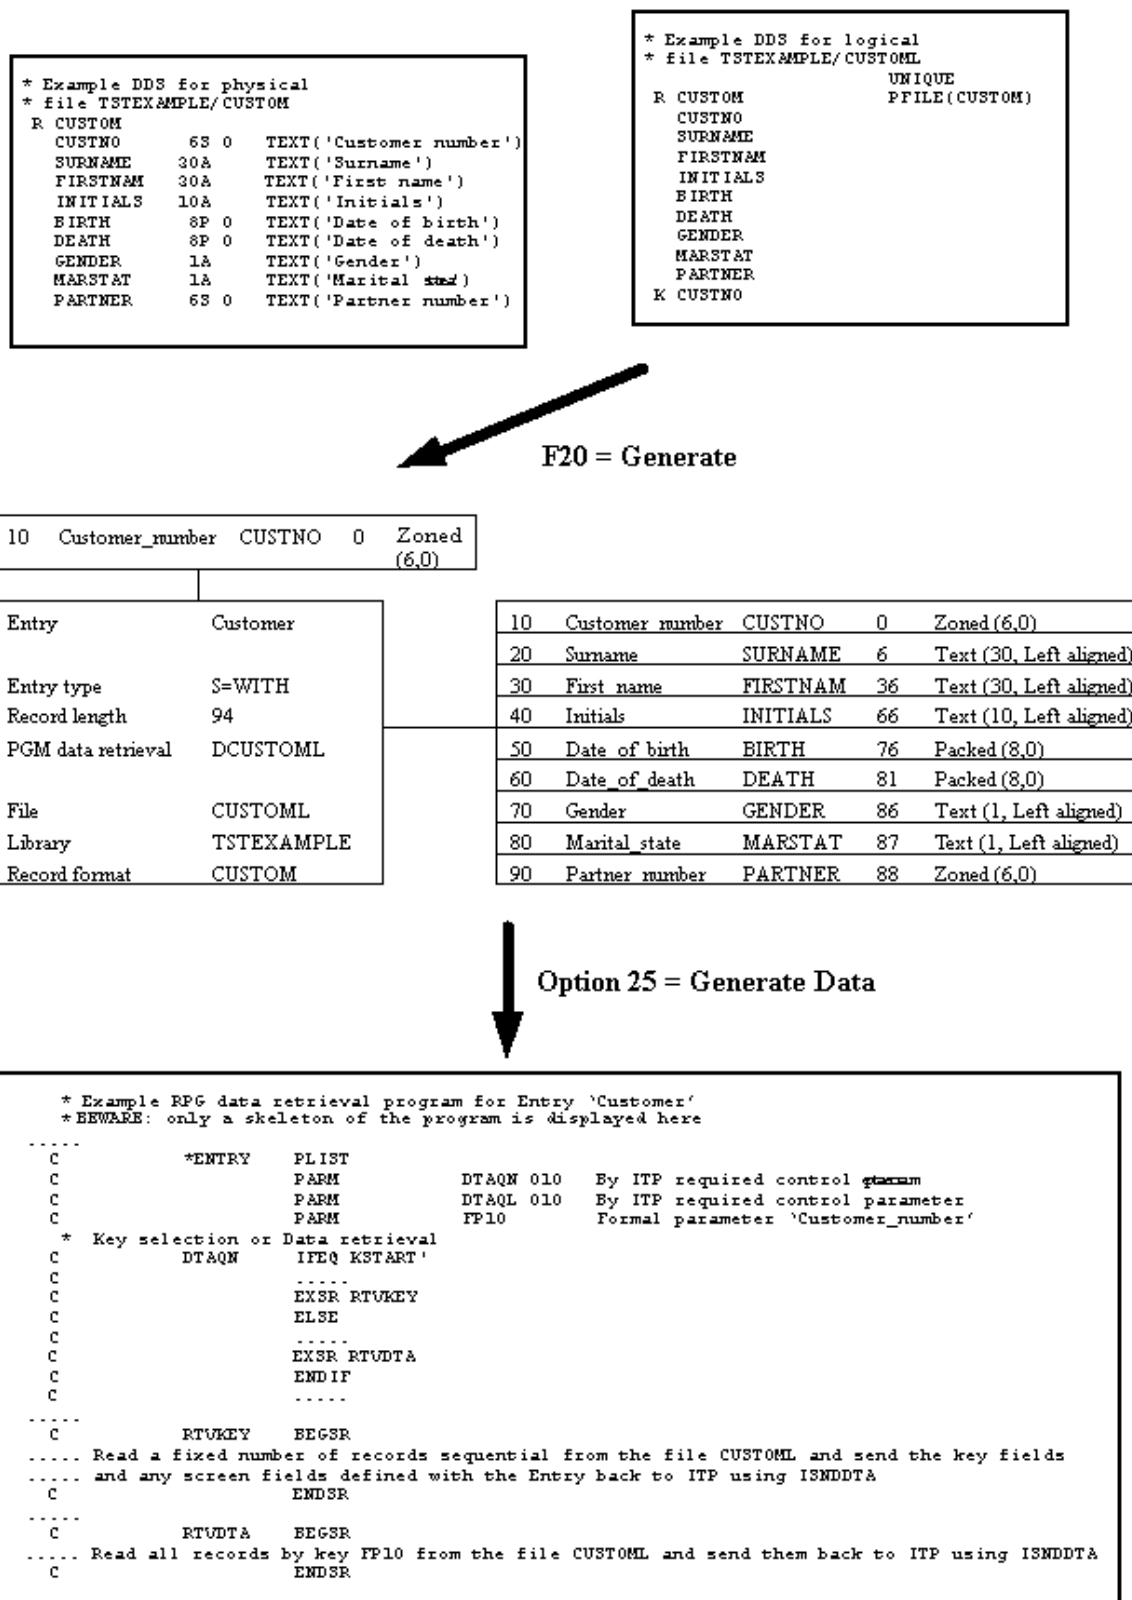 * Example DDS for physical
* file TSTEXAMPLE/CUSTOM
R CUSTOM
CUSTNO 6S 0 TEXT('Customer number')
SURNAME 30A TEXT('Surname')
FIRSTNAM 30A TEXT('First name')
INITIALS 10A TEXT('Initials')
BIRTH 8P 0 TEXT('Date of birth')
DEATH 8P 0 TEXT('Date of death')
GENDER 1A TEXT('Gender')
MARSTAT 1A TEXT('Marital ')
PARTNER 6S 0 TEXT('Partner number')
* Example DDS for logical
* file TSTEXAMPLE/CUSTOML
UNIQUE
R CUSTOM PFILE(CUSTOM)
CUSTNO
SURNAME
FIRSTNAM
INITIALS
BIRTH
DEATH
GENDER
MARSTAT
PARTNER
K CUSTNO
F20 = Generate
10 Customer_number CUSTNO 0 Zoned
(6,0)
Entry Customer
Entry type S=WITH
Record length 94
PGM data retrieval DCUSTOML
File CUSTOML
Library TSTEXAMPLE
Record format CUSTOM
10 Customer_number CUSTNO 0 Zoned (6,0)
20 Surname SURNAME 6 Text (30, Left aligned)
30 First_name FIRSTNAM 36 Text (30, Left aligned)
40 Initials INITIALS 66 Text (10, Left aligned)
50 Date_of_birth BIRTH 76 Packed (8,0)
60 Date_of_death DEATH 81 Packed (8,0)
70 Gender GENDER 86 Text (1, Left aligned)
80 Marital_state MARSTAT 87 Text (1, Left aligned)
90 Partner_number PARTNER 88 Zoned (6,0)
Option 25 = Generate Data
* Example RPG data retrieval program for Entry 'Customer'
* BEWARE: only a skeleton of the program is displayed here
.....
C *ENTRY PLIST
C PARM DTAQN 010 By ITP required control
C PARM DTAQL 010 By ITP required control parameter
C PARM FP10 Formal parameter 'Customer_number'
* Key selection or Data retrieval
C DTAQN IFEQ KSTART'
C .....
C EXSR RTVKEY
C ELSE
C .....
C EXSR RTVDTA
C ENDIF
C .....
.....
C RTVKEY BEGSR
..... Read a fixed number of records sequential from the file CUSTOML and send the key fields
..... and any screen fields defined with the Entry back to ITP using ISNDDTA
C ENDSR
.....
C RTVDTA BEGSR
..... Read all records by key FP10 from the file CUSTOML and send them back to ITP using ISNDDTA
C ENDSR